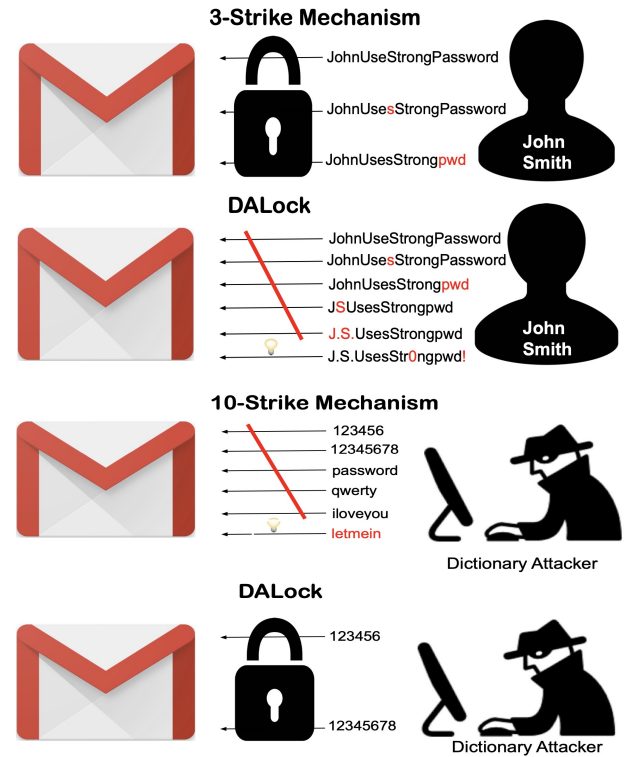 3-Strike Mechanism
JohnUseStrongPassword
JohnUsesStrongPassword
JohnUsesStrongpwd
John
Smith
DALock
JohnUseStrongPassword
JohnUsesStrongPassword
JohnUsesStrongpwd
JSUsesStrongpwd
J.S.UsesStrongpwd
J.S.UsesStr0ngpwd!
John
Smith
10-Strike Mechanism
123456
12345678
password
qwerty
iloveyou
letmein
Dictionary Attacker
DALock
123456
12345678
Dictionary Attacker